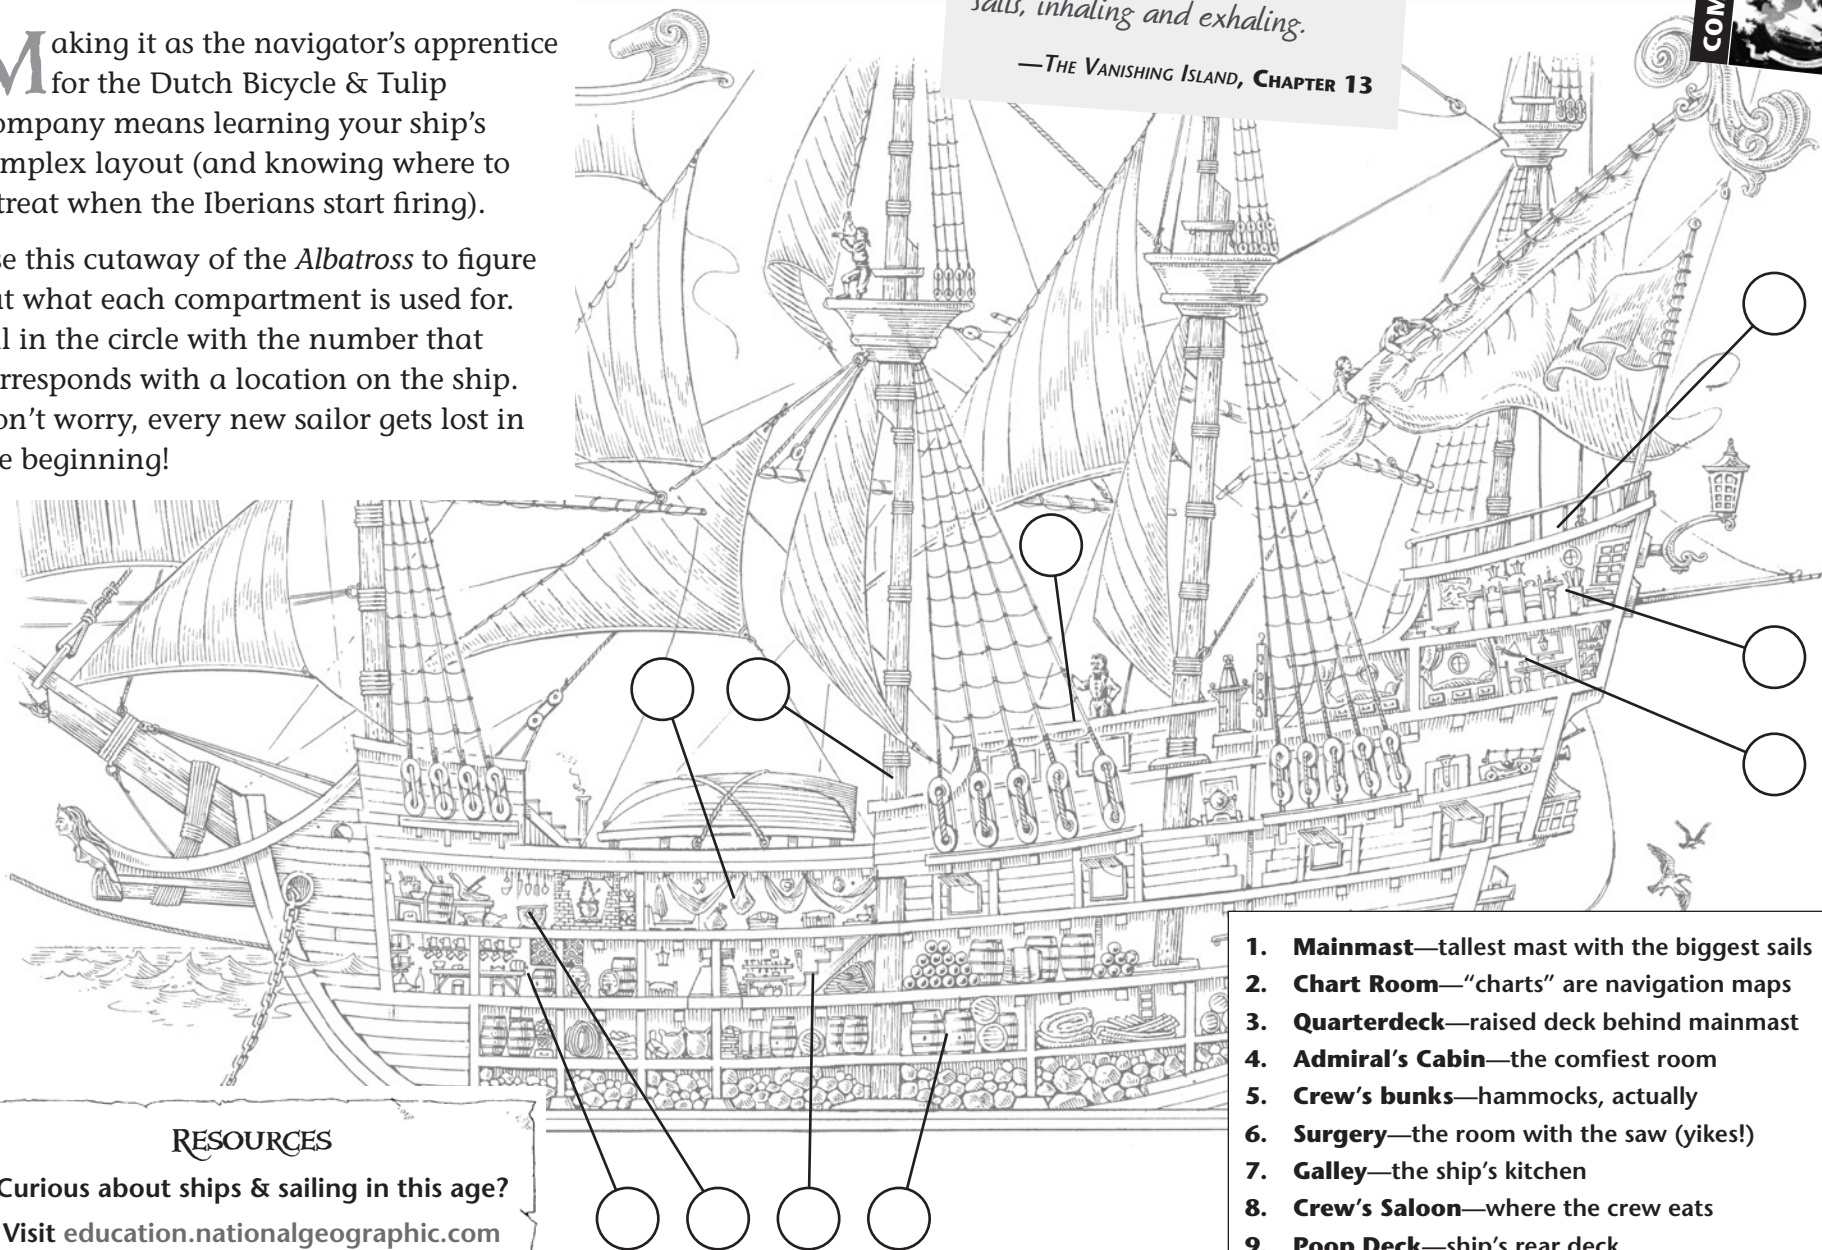 aking it as the navigator’s apprentice
for the Dutch Bicycle & Tulip
ompany means learning your ship’s
mplex layout (and knowing where to
treat when the Iberians start firing).
se this cutaway of the Albatross to figure
t what each compartment is used for.
l in the circle with the number that
rresponds with a location on the ship.
on’t worry, every new sailor gets lost in
e beginning!
sails, inhaling and exhaling.
—The Vanishing Island, Chapter 13
COM
1. Mainmast—tallest mast with the biggest sails
2. Chart Room—“charts” are navigation maps
3. Quarterdeck—raised deck behind mainmast
4. Admiral’s Cabin—the comfiest room
5. Crew’s bunks—hammocks, actually
6. Surgery—the room with the saw (yikes!)
7. Galley—the ship’s kitchen
8. Crew’s Saloon—where the crew eats
9. Poop Deck—ship’s rear deck
Resources
Curious about ships & sailing in this age?
Visit education.nationalgeographic.com